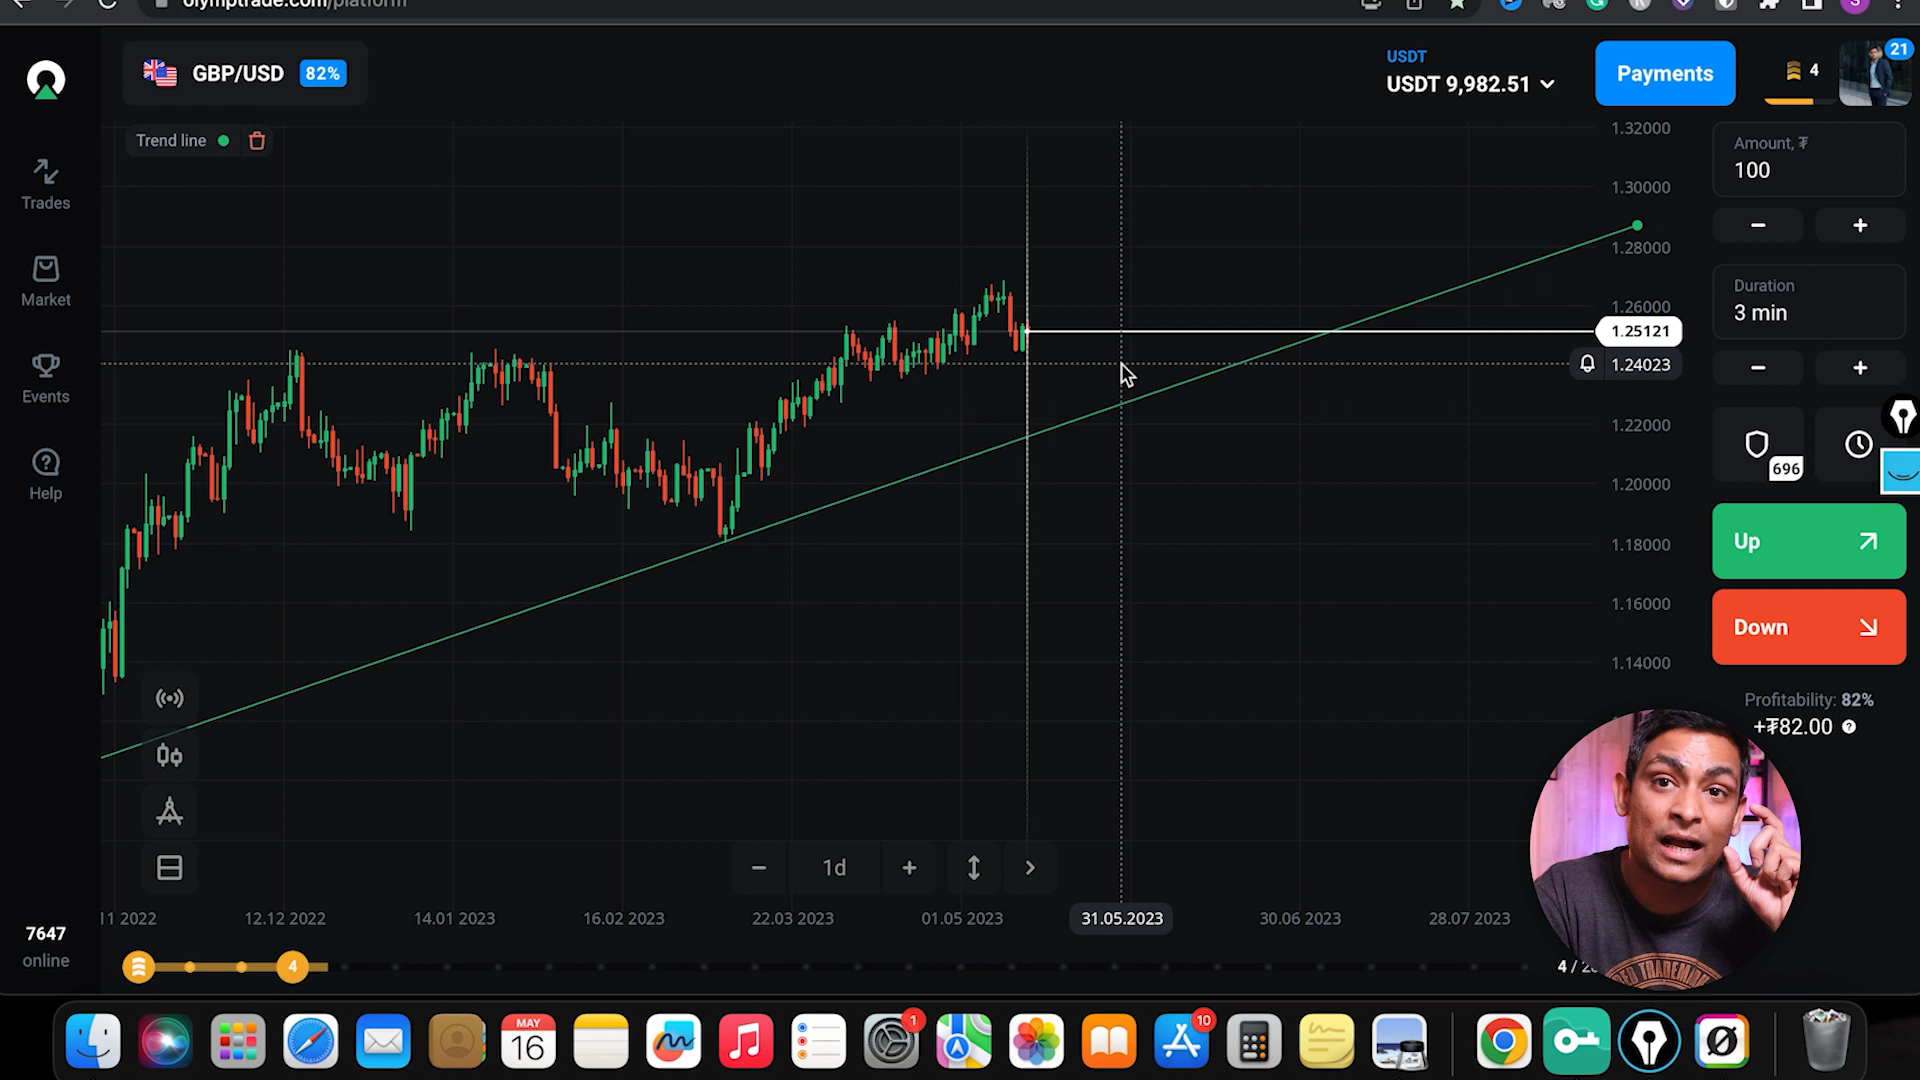 olymptrade.com/platform
GBP/USD 82%
USDT
USDT 9,982.51
Payments
4
21
Trend line
Trades
Market
Events
Help
7647
online
1.32000
1.30000
1.28000
1.26000
1.25121
1.24023
1.22000
1.20000
1.18000
1.16000
1.14000
Amount, ₮
100
Duration
3 min
696
Up
Down
Profitability: 82%
+₮82.00
1d
11 2022
12.12 2022
14.01 2023
16.02 2023
22.03 2023
01.05 2023
31.05.2023
30.06 2023
28.07 2023
4
4 / 2
MAY
16
1
10